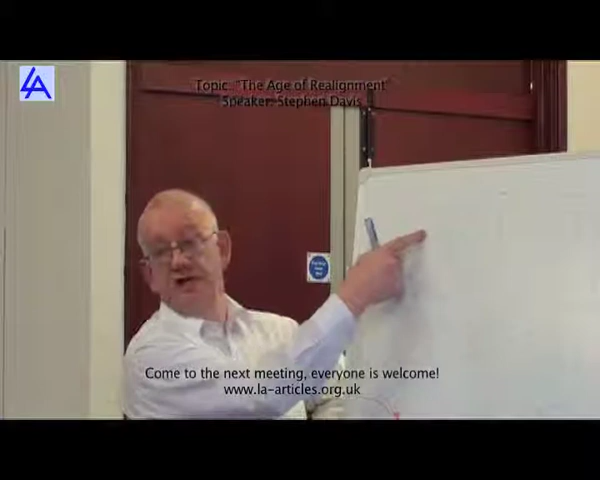 LA
Topic: "The Age of Realignment"
Speaker: Stephen Davis
Come to the next meeting, everyone is welcome!
www.la-articles.org.uk